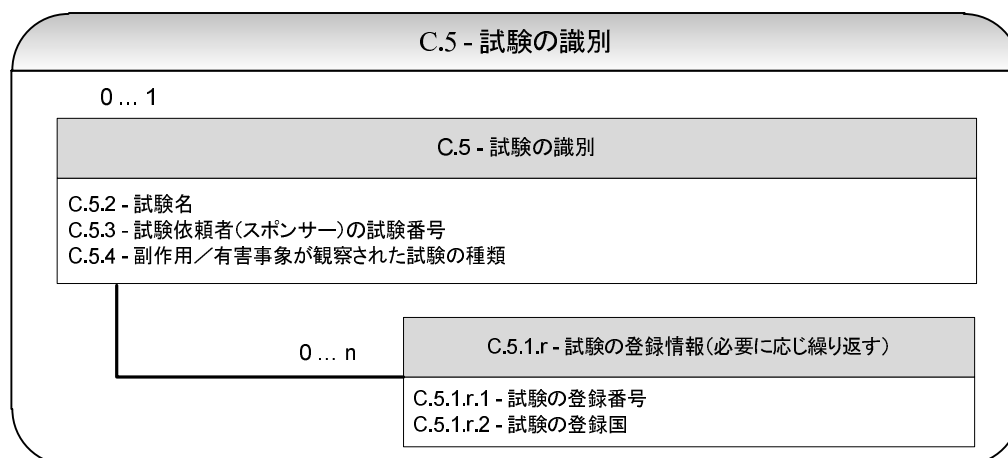 C.5 - 試験の識別
0 ... 1
C.5 - 試験の識別
C.5.2 - 試験名
C.5.3 - 試験依頼者(スポンサー)の試験番号
C.5.4 - 副作用／有害事象が観察された試験の種類
0 ... n
C.5.1.r - 試験の登録情報(必要に応じ繰り返す)
C.5.1.r.1 - 試験の登録番号
C.5.1.r.2 - 試験の登録国